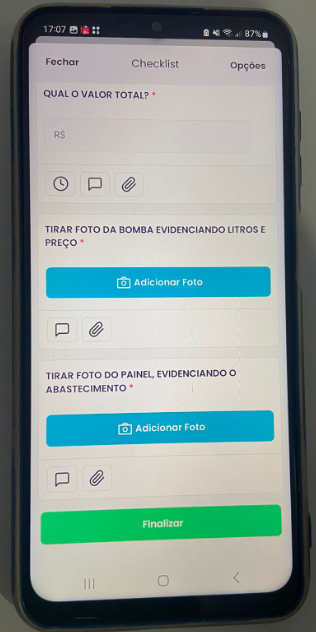 17:07 87%
Fechar Checklist Opções
QUAL O VALOR TOTAL? *
R$
TIRAR FOTO DA BOMBA EVIDENCIANDO LITROS E
PREÇO *
Adicionar Foto
TIRAR FOTO DO PAINEL, EVIDENCIANDO O
ABASTECIMENTO *
Adicionar Foto
Finalizar